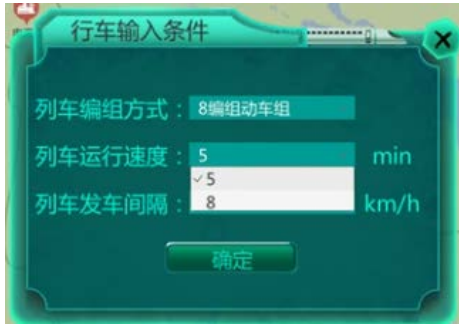 行车输入条件
列车编组方式：8编组动车组
列车运行速度：5 min
✓5
列车发车间隔：8 km/h
确定